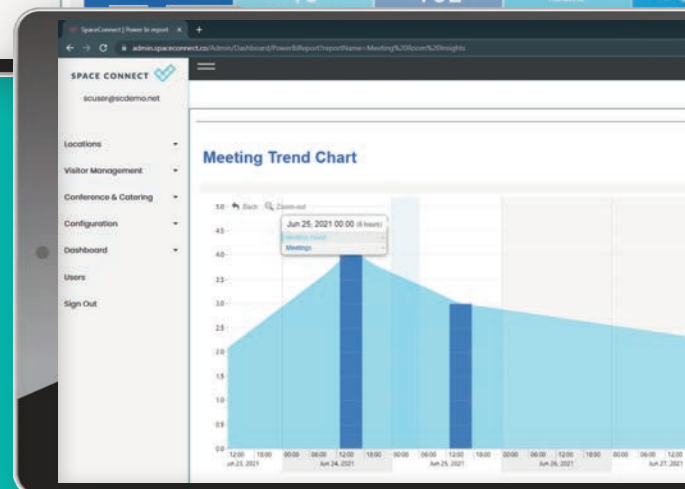 SpaceConnect | Power bi report
admin.spaceconnect.co/Admin/Dashboard/PowerBiReport?reportName=Meeting%20Room%20Insights
SPACE CONNECT
scuser@scdemo.net
Locations
Visitor Management
Conference & Catering
Configuration
Dashboard
Users
Sign Out
Meeting Trend Chart
Back Zoom-out
Jun 25, 2021 00:00 (6 hours)
Meeting Trend -
Meetings -
5.0
4.5
4.0
3.5
3.0
2.5
2.0
1.5
1.0
0.5
0.0
12:00 18:00 00:00 06:00 12:00 18:00 00:00 06:00 12:00 18:00 00:00 06:00 12:00 18:00 00:00 06:00 12:00
un 23, 2021 Jun 24, 2021 Jun 25, 2021 Jun 26, 2021 Jun 27, 2021